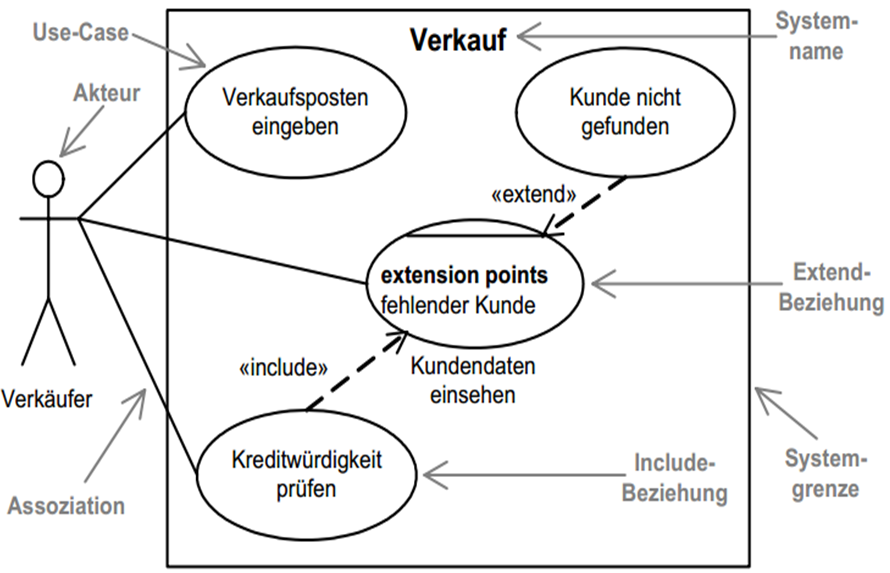 Use-Case
Verkauf
System-
name
Akteur
Verkaufsposten
eingeben
Kunde nicht
gefunden
«extend»
extension points
fehlender Kunde
Extend-
Beziehung
«include»
Kundendaten
einsehen
Verkäufer
Kreditwürdigkeit
prüfen
Include-
Beziehung
System-
grenze
Assoziation